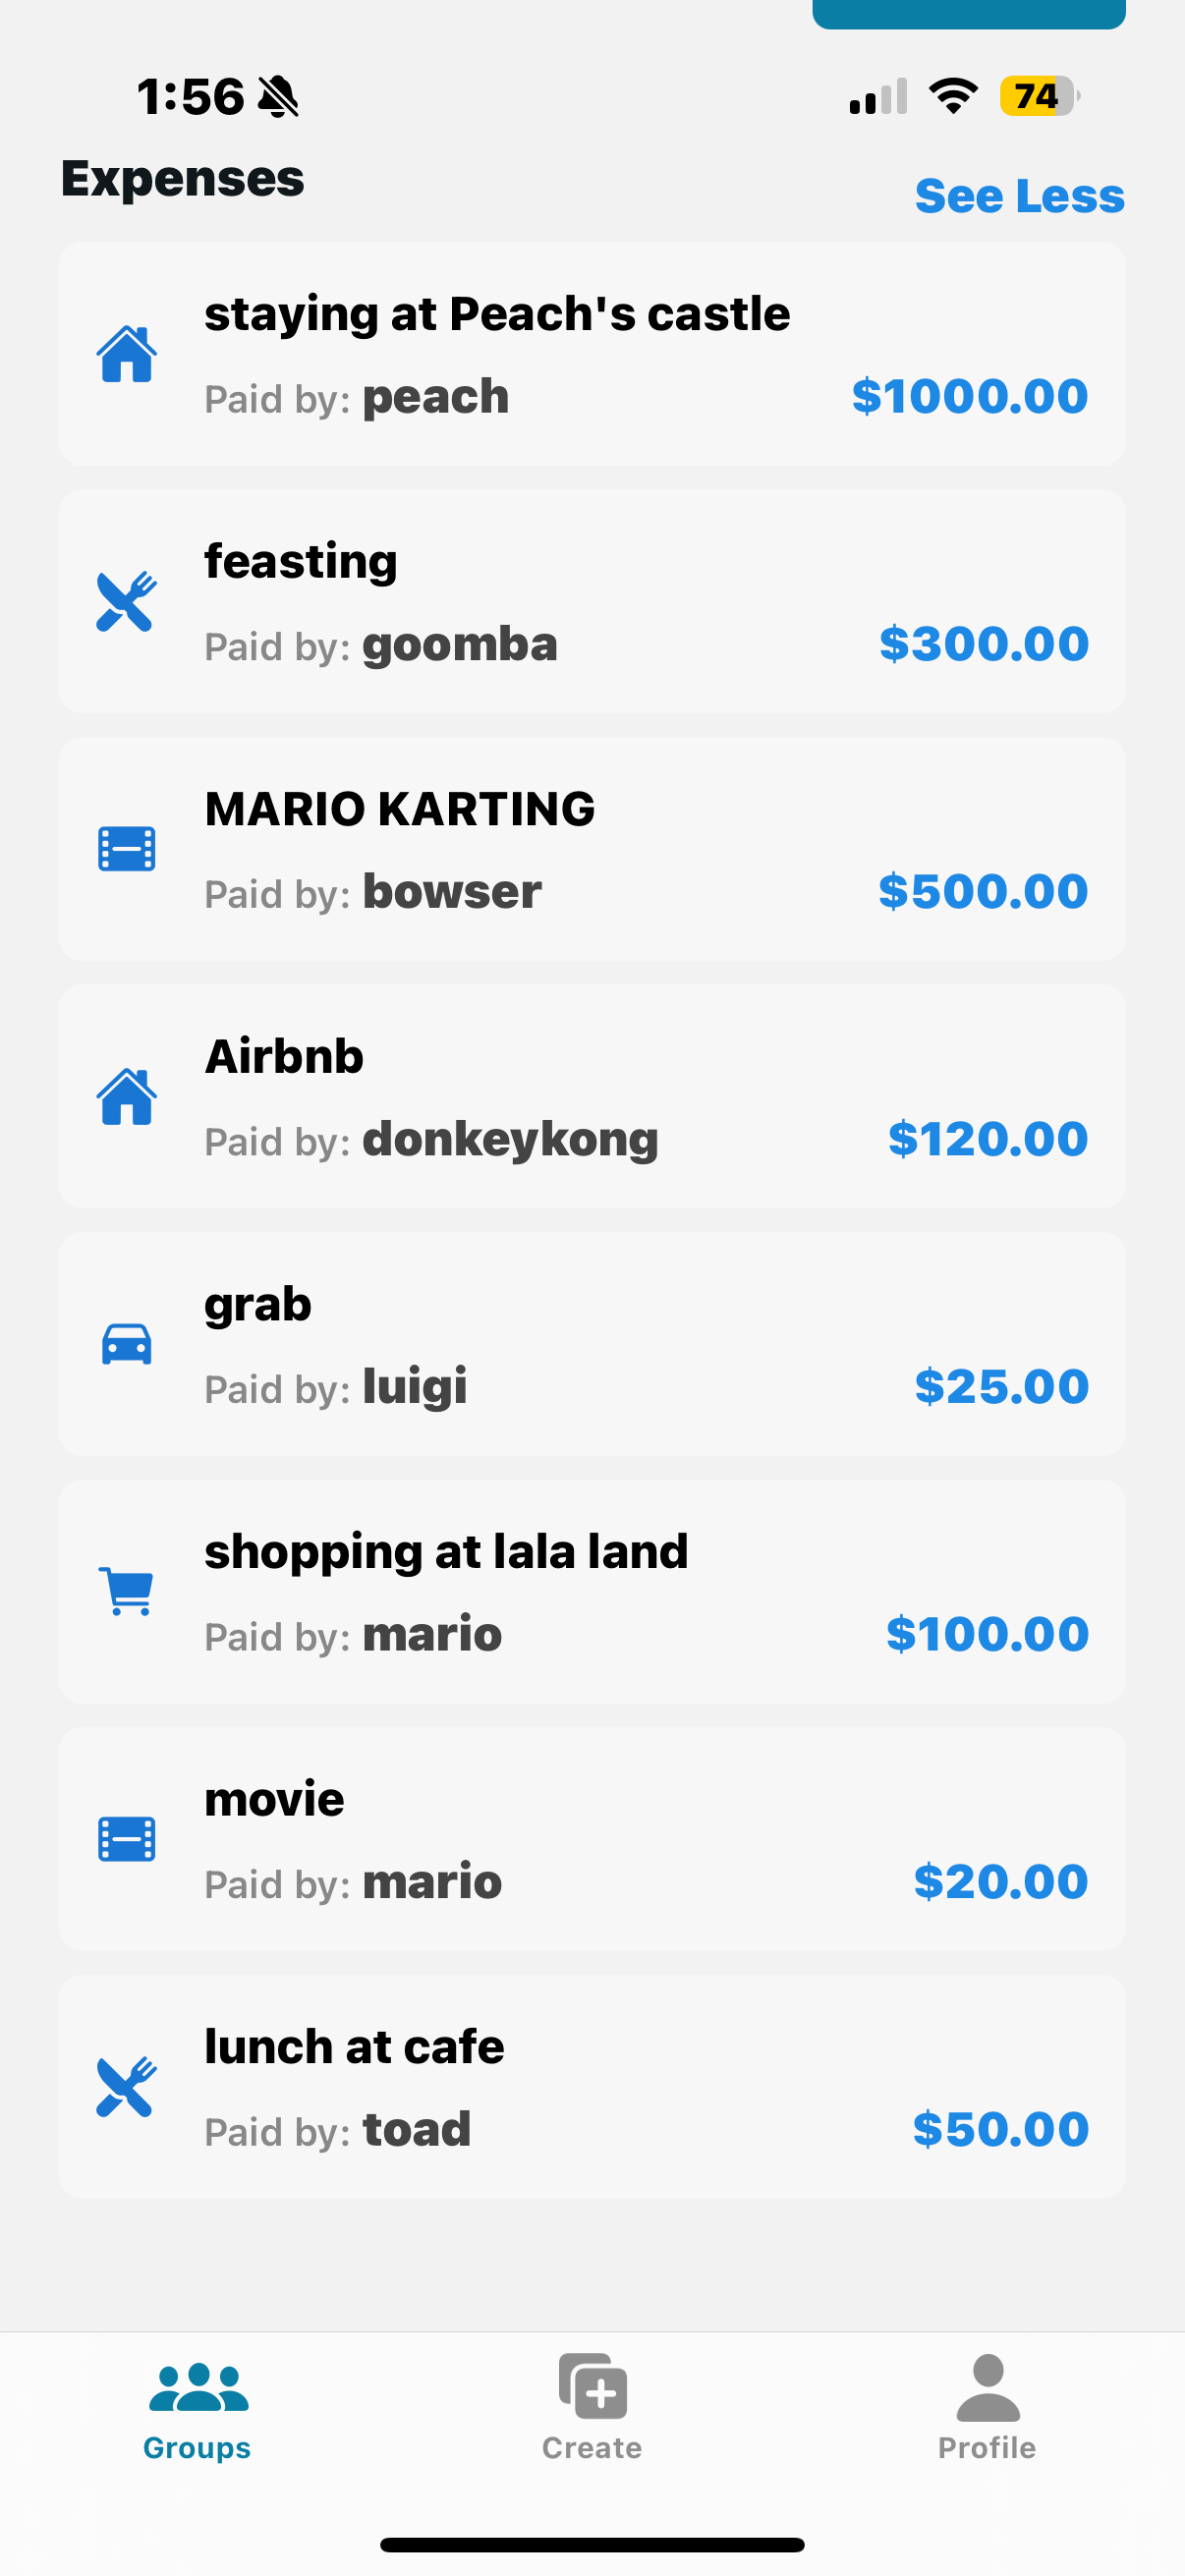 1:56
74
Expenses
See Less
staying at Peach's castle
Paid by: peach
$1000.00
feasting
Paid by: goomba
$300.00
MARIO KARTING
Paid by: bowser
$500.00
Airbnb
Paid by: donkeykong
$120.00
grab
Paid by: luigi
$25.00
shopping at lala land
Paid by: mario
$100.00
movie
Paid by: mario
$20.00
lunch at cafe
Paid by: toad
$50.00
Groups
Create
Profile